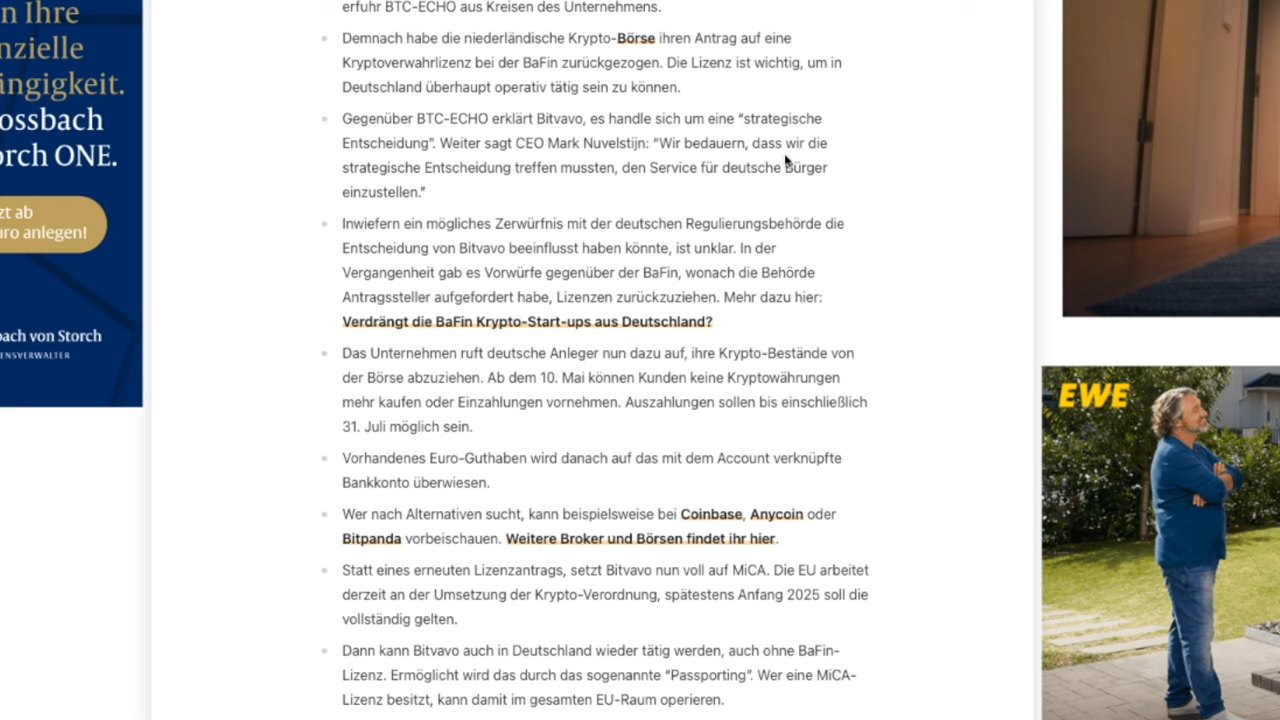 n Ihre
nzielle
ängigkeit.
ossbach
orch ONE.
zt ab
uro anlegen!
bach von Storch
ENSVERWALTER
erfuhr BTC-ECHO aus Kreisen des Unternehmens.
Demnach habe die niederländische Krypto-Börse ihren Antrag auf eine
Kryptoverwahrlizenz bei der BaFin zurückgezogen. Die Lizenz ist wichtig, um in
Deutschland überhaupt operativ tätig sein zu können.
Gegenüber BTC-ECHO erklärt Bitvavo, es handle sich um eine “strategische
Entscheidung”. Weiter sagt CEO Mark Nuvelstijn: “Wir bedauern, dass wir die
strategische Entscheidung treffen mussten, den Service für deutsche Bürger
einzustellen.”
Inwiefern ein mögliches Zerwürfnis mit der deutschen Regulierungsbehörde die
Entscheidung von Bitvavo beeinflusst haben könnte, ist unklar. In der
Vergangenheit gab es Vorwürfe gegenüber der BaFin, wonach die Behörde
Antragssteller aufgefordert habe, Lizenzen zurückzuziehen. Mehr dazu hier:
Verdrängt die BaFin Krypto-Start-ups aus Deutschland?
Das Unternehmen ruft deutsche Anleger nun dazu auf, ihre Krypto-Bestände von
der Börse abzuziehen. Ab dem 10. Mai können Kunden keine Kryptowährungen
mehr kaufen oder Einzahlungen vornehmen. Auszahlungen sollen bis einschließlich
31. Juli möglich sein.
Vorhandenes Euro-Guthaben wird danach auf das mit dem Account verknüpfte
Bankkonto überwiesen.
Wer nach Alternativen sucht, kann beispielsweise bei Coinbase, Anycoin oder
Bitpanda vorbeischauen. Weitere Broker und Börsen findet ihr hier.
Statt eines erneuten Lizenzantrags, setzt Bitvavo nun voll auf MiCA. Die EU arbeitet
derzeit an der Umsetzung der Krypto-Verordnung, spätestens Anfang 2025 soll die
vollständig gelten.
Dann kann Bitvavo auch in Deutschland wieder tätig werden, auch ohne BaFin-
Lizenz. Ermöglicht wird das durch das sogenannte “Passporting”. Wer eine MiCA-
Lizenz besitzt, kann damit im gesamten EU-Raum operieren.
EWE